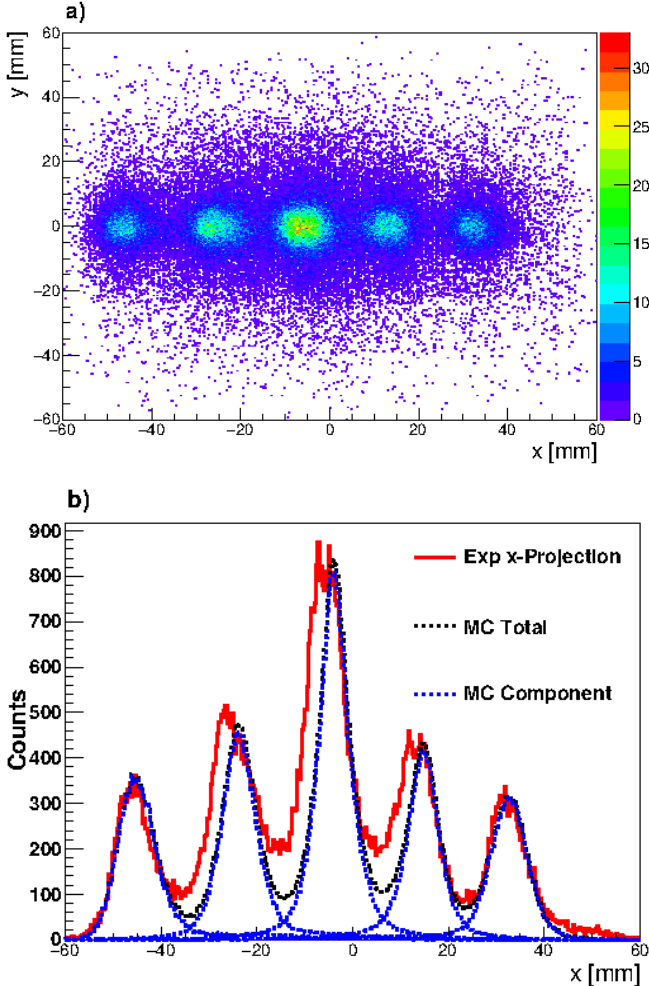 a)
y [mm]
60
40
20
0
−20
−40
−60
−60 −40 −20 0 20 40 60
x [mm]
30
25
20
15
10
5
0
b)
Counts
900
800
700
600
500
400
300
200
100
0
−60 −40 −20 0 20 40 60
x [mm]
Exp x-Projection
MC Total
MC Component